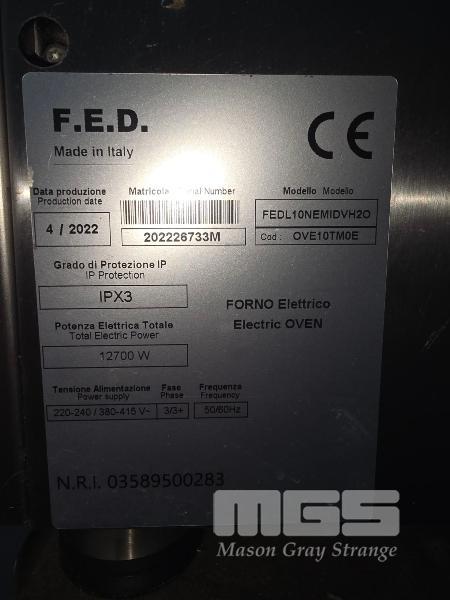 F.E.D.
Made in Italy
CE
Data produzione
Production date
4 / 2022
Matricola Serial Number
202226733M
Modello Modello
FEDL10NEMIDVH2O
Cod: OVE10TM0E
Grado di Protezione IP
IP Protection
IPX3
FORNO Elettrico
Electric OVEN
Potenza Elettrica Totale
Total Electric Power
12700 W
Tensione Alimentazione
Power supply
220-240 / 380-415 V~
Fase
Phase
3/3+
Frequenza
Frequency
50/60Hz
N.R.I. 03589500283
MGS
Mason Gray Strange